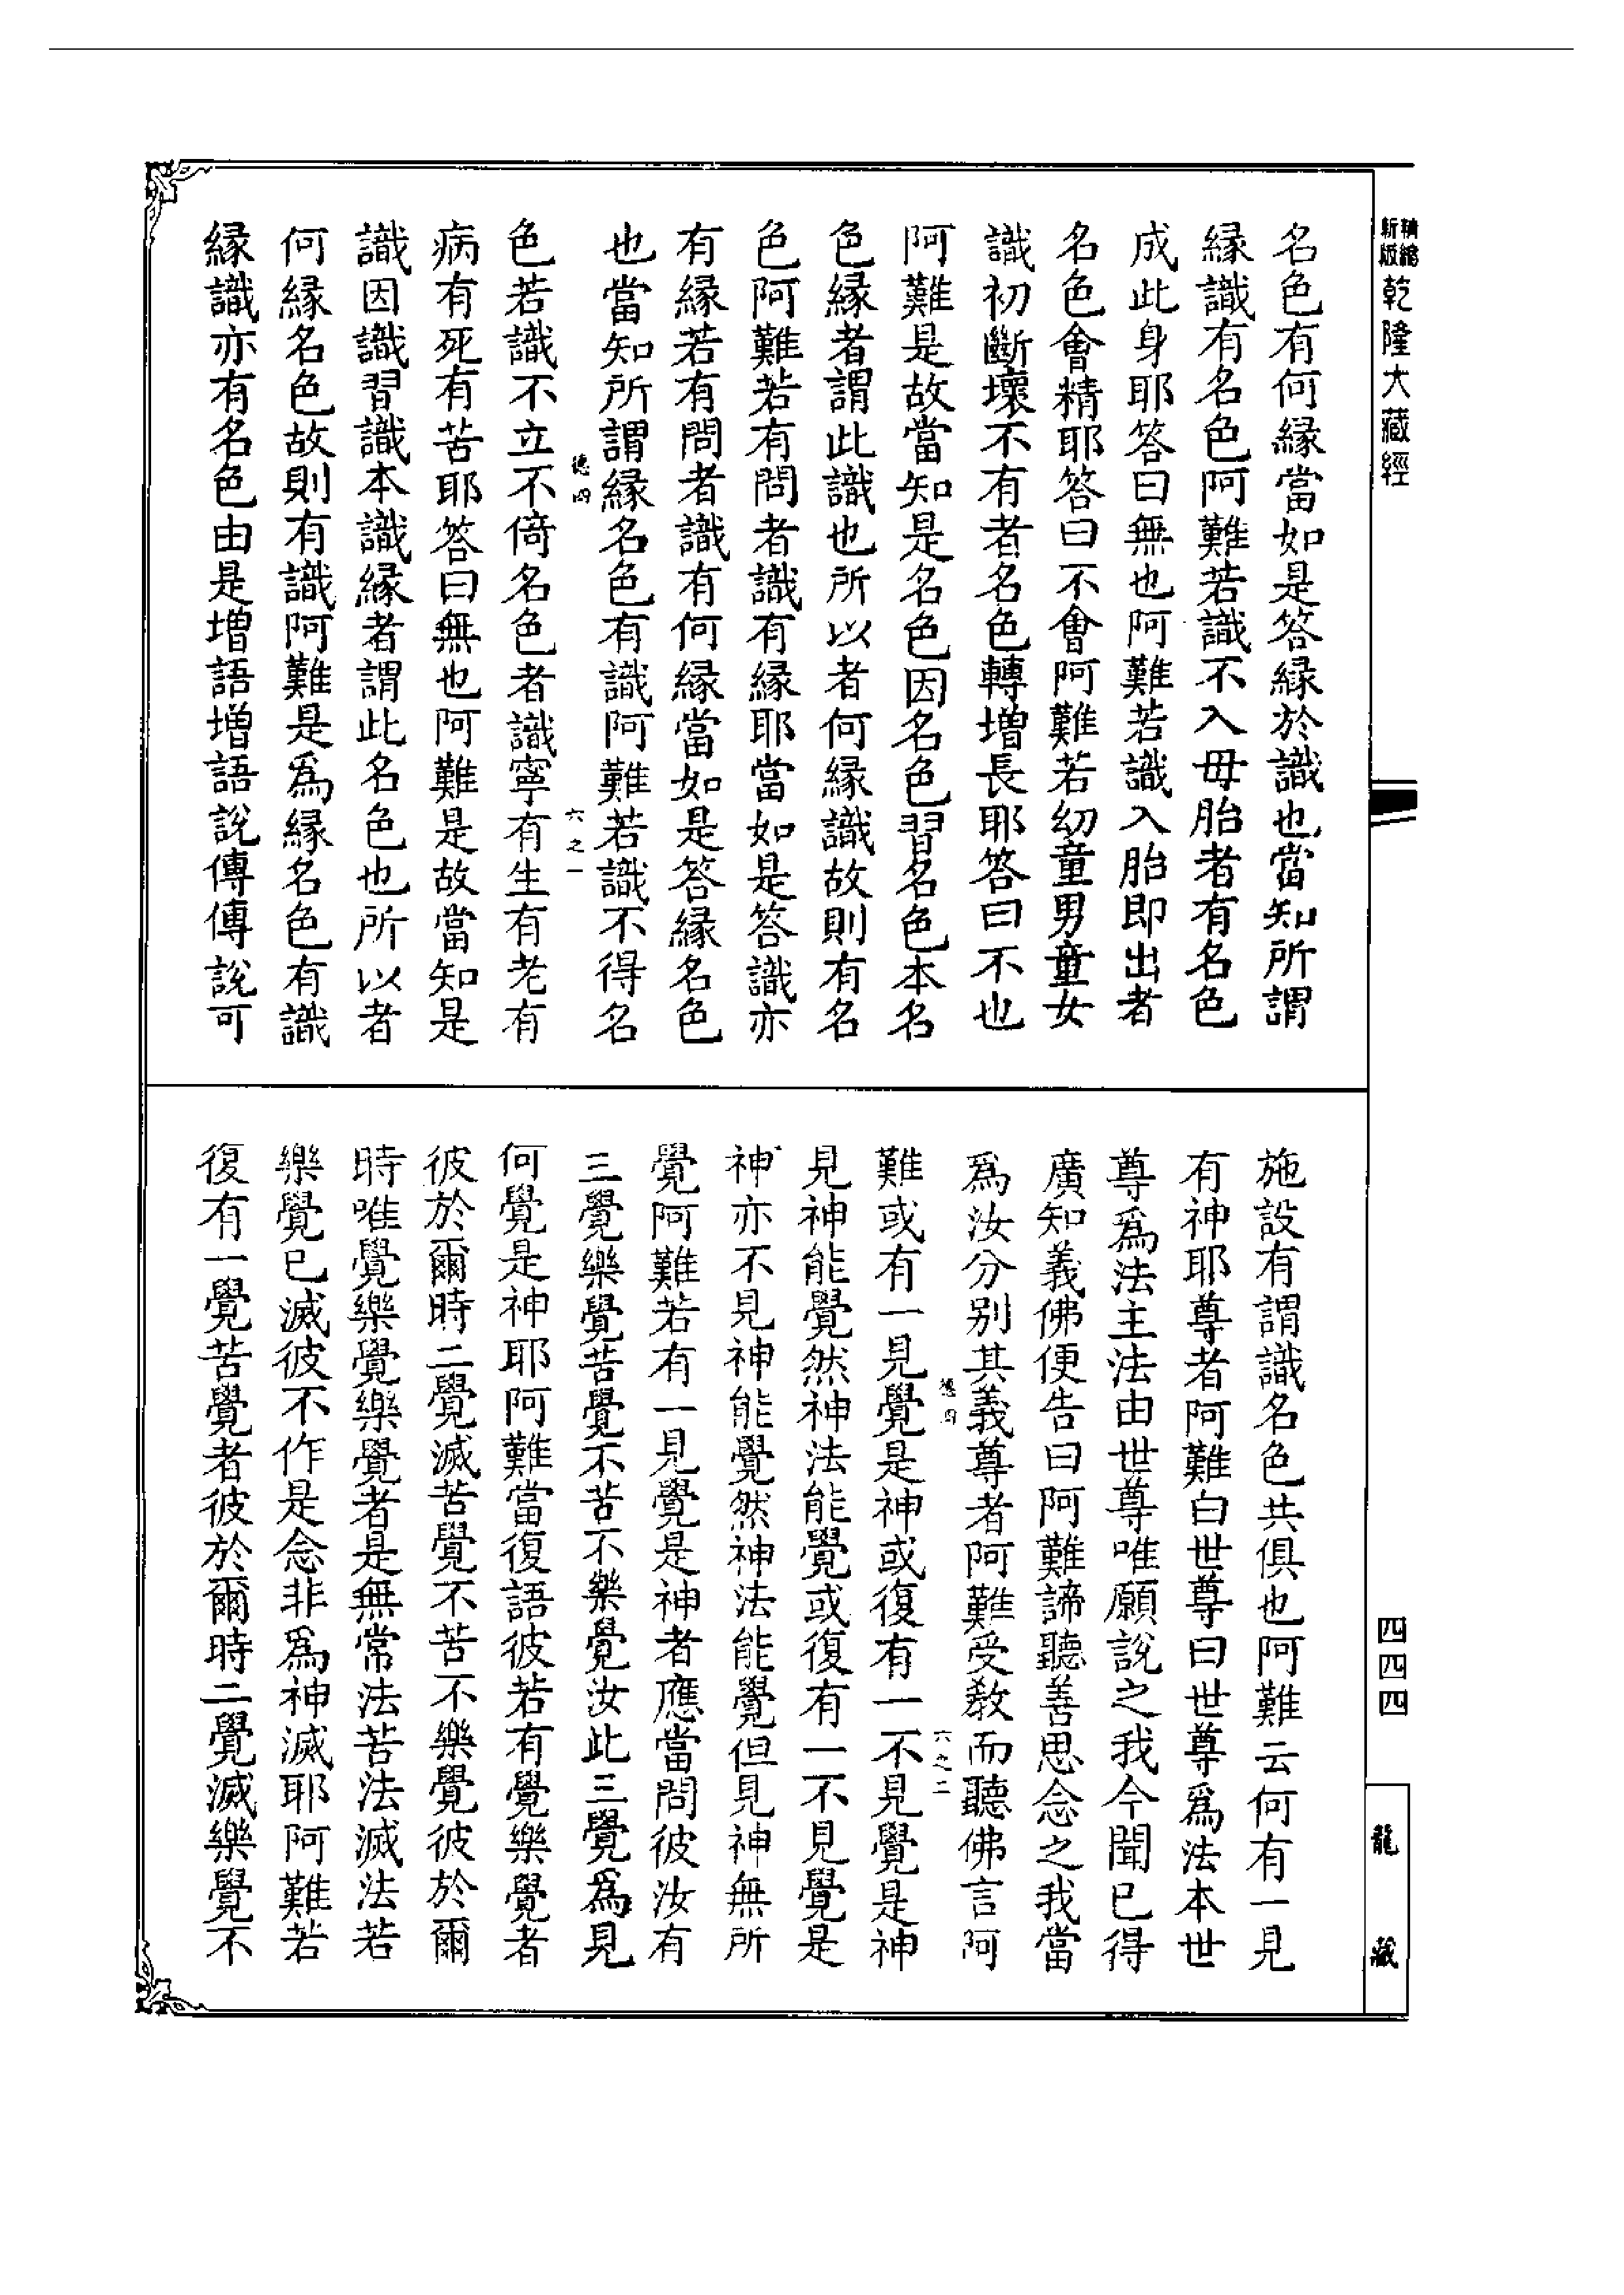 精縮新版乾隆大藏經
名色有何縁當如是答縁於識也當知所謂
縁識有名色阿難若識不入毋胎者有名色
成此身耶答曰無也阿難若識入胎即出者
名色會精耶答曰不會阿難若幼童男童女
識初斷壞不有者名色轉増長耶答曰不也
阿難是故當知是名色因名色習名色本名
色縁者謂此識也所以者何縁識故則有名
色阿難若有問者識有縁耶當如是答識亦
有縁若有問者識有何縁當如是答縁名色
也當知所謂縁名色有識阿難若識不得名
德四
六之一
色若識不立不倚名色者識寧有生有老有
病有死有苦耶答曰無也阿難是故當知是
識因識習識本識縁者謂此名色也所以者
何縁名色故則有識阿難是爲縁名色有識
縁識亦有名色由是増語増語說傳傳說可
施設有謂識名色共俱也阿難云何有一見
有神耶尊者阿難白世尊曰世尊爲法本世
尊爲法主法由世尊唯願說之我今聞已得
廣知義佛便告曰阿難諦聽善思念之我當
爲汝分別其義尊者阿難受教而聽佛言阿
德四
六之二
難或有一見覺是神或復有一不見覺是神
見神能覺然神法能覺或復有一不見覺是
神亦不見神能覺然神法能覺但見神無所
覺阿難若有一見覺是神者應當問彼汝有
三覺樂覺苦覺不苦不樂覺汝此三覺爲見
何覺是神耶阿難當復語彼若有覺樂覺者
彼於爾時二覺滅苦覺不苦不樂覺彼於爾
時唯覺樂覺樂覺者是無常法苦法滅法若
樂覺已滅彼不作是念非爲神滅耶阿難若
復有一覺苦覺者彼於爾時二覺滅樂覺不
四四四
龍藏